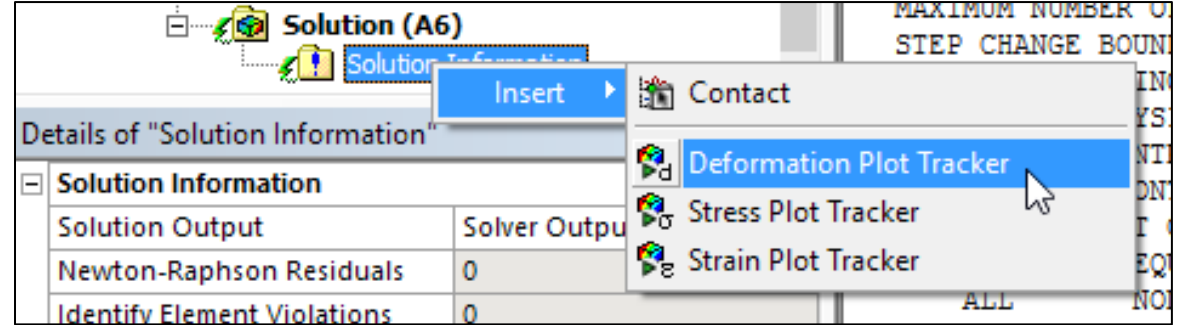 Solution (A6)
Solution Information
Insert
Contact
Deformation Plot Tracker
Stress Plot Tracker
Strain Plot Tracker
Details of "Solution Information"
Solution Information
Solution Output Solver Outpu
Newton-Raphson Residuals 0
Identify Element Violations 0
MAXIMUM NUMBER O
STEP CHANGE BOUN
ALL NO